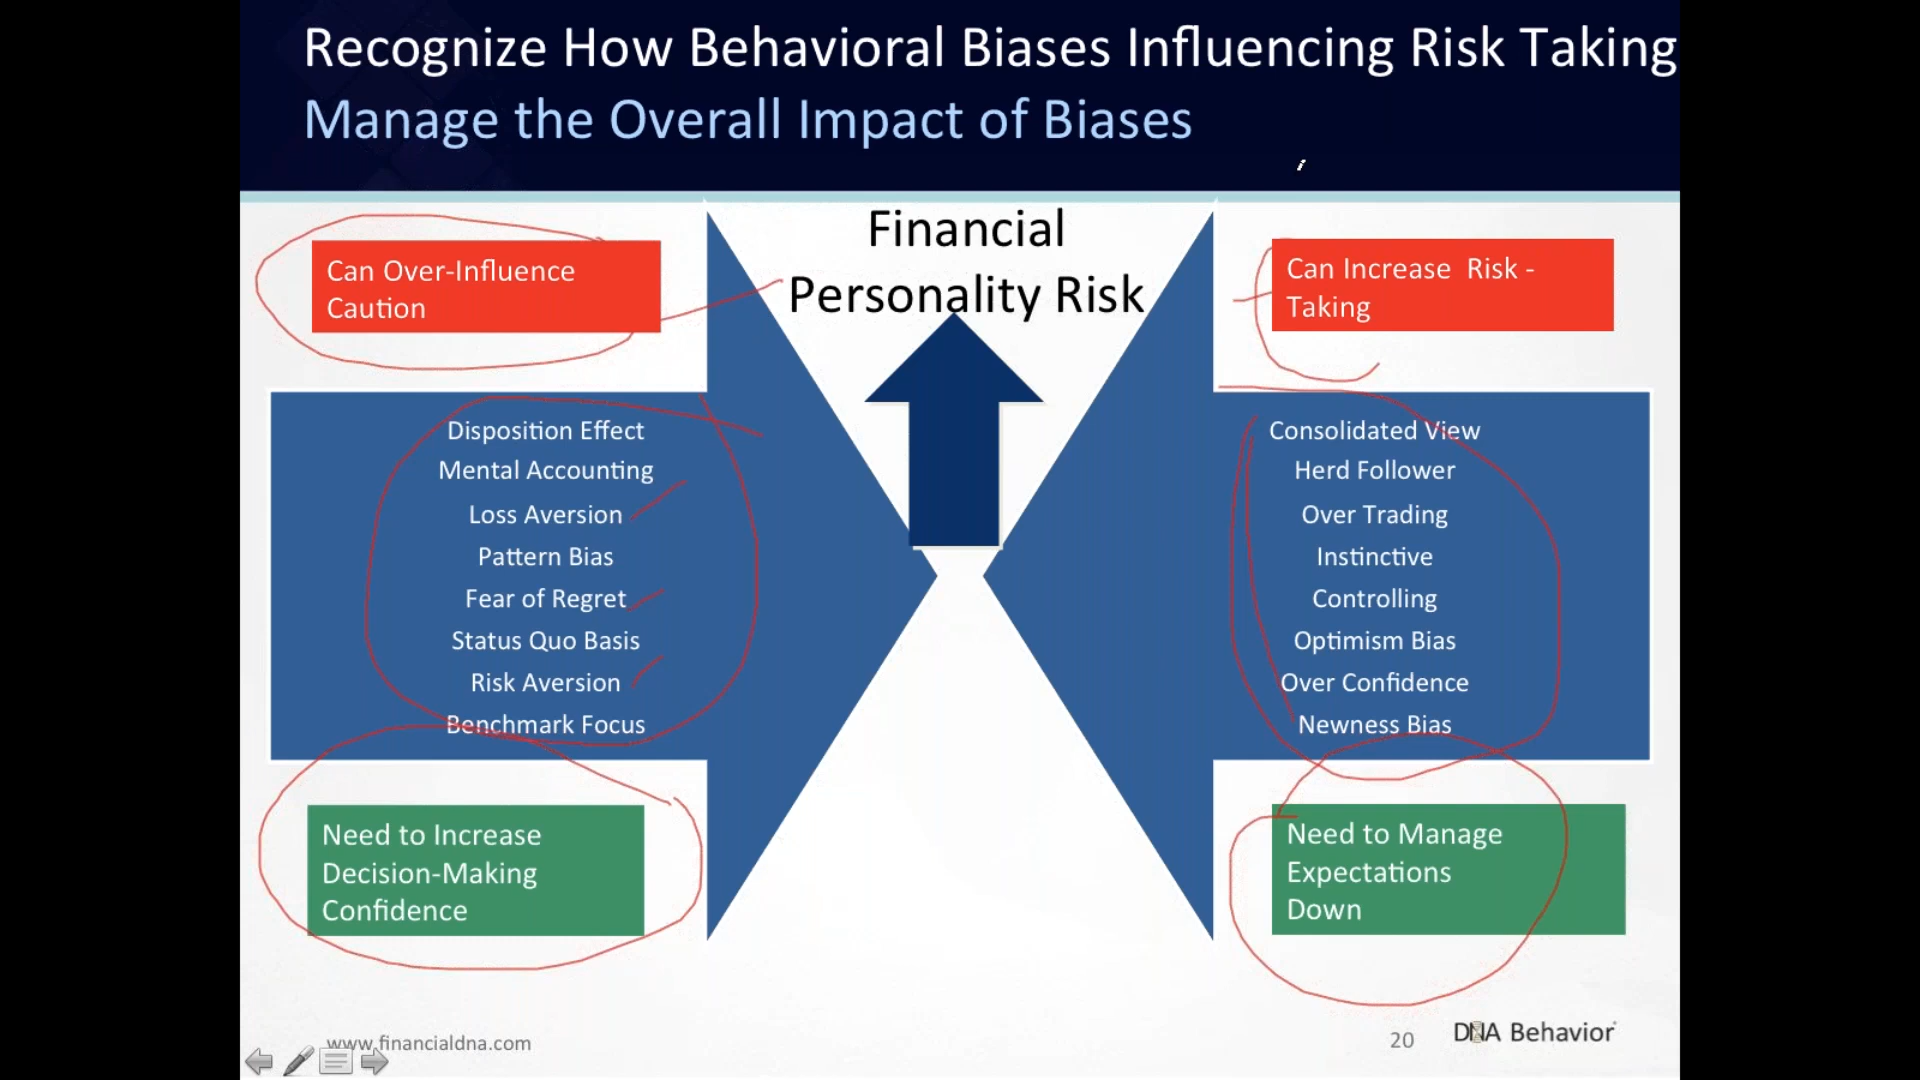 Recognize How Behavioral Biases Influencing Risk Taking
Manage the Overall Impact of Biases
Financial
Personality Risk
Can Over-Influence
Caution
Disposition Effect
Mental Accounting
Loss Aversion
Pattern Bias
Fear of Regret
Status Quo Basis
Risk Aversion
Benchmark Focus
Need to Increase
Decision-Making
Confidence
Can Increase  Risk -
Taking
Consolidated View
Herd Follower
Over Trading
Instinctive
Controlling
Optimism Bias
Over Confidence
Newness Bias
Need to Manage
Expectations
Down
www.financialdna.com
20
DNA Behavior